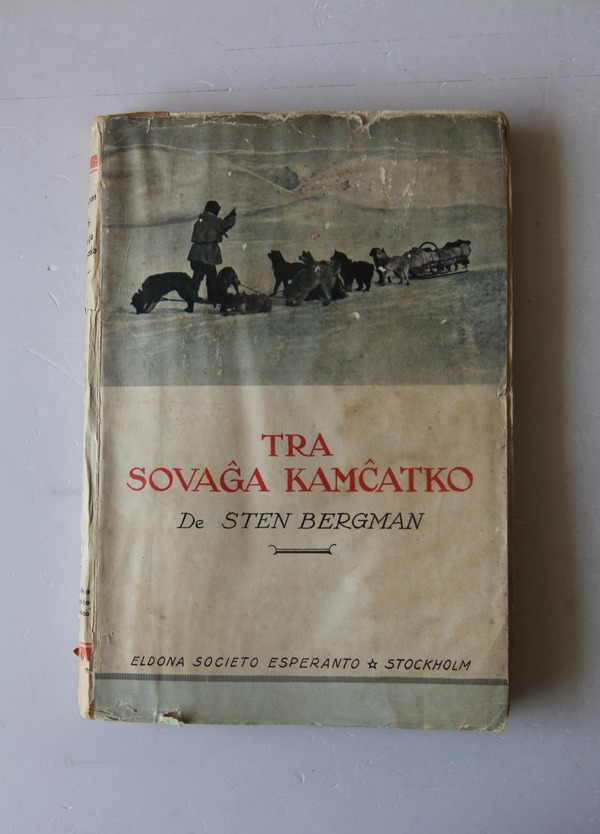 TRA
SOVAĜA KAMĈATKO
De STEN BERGMAN
ELDONA SOCIETO ESPERANTO ☆ STOCKHOLM